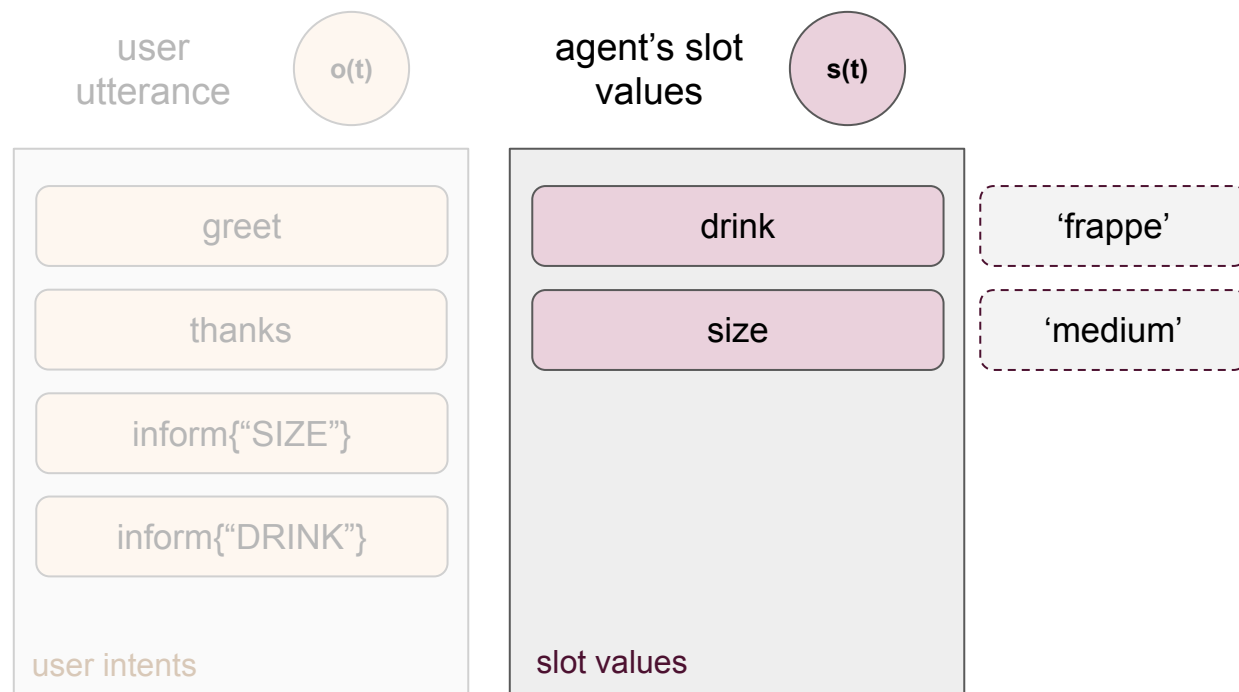 user
utterance
o(t)
agent’s slot
values
s(t)
greet
thanks
inform{“SIZE”}
inform{“DRINK”}
user intents
drink
size
slot values
‘frappe’
‘medium’